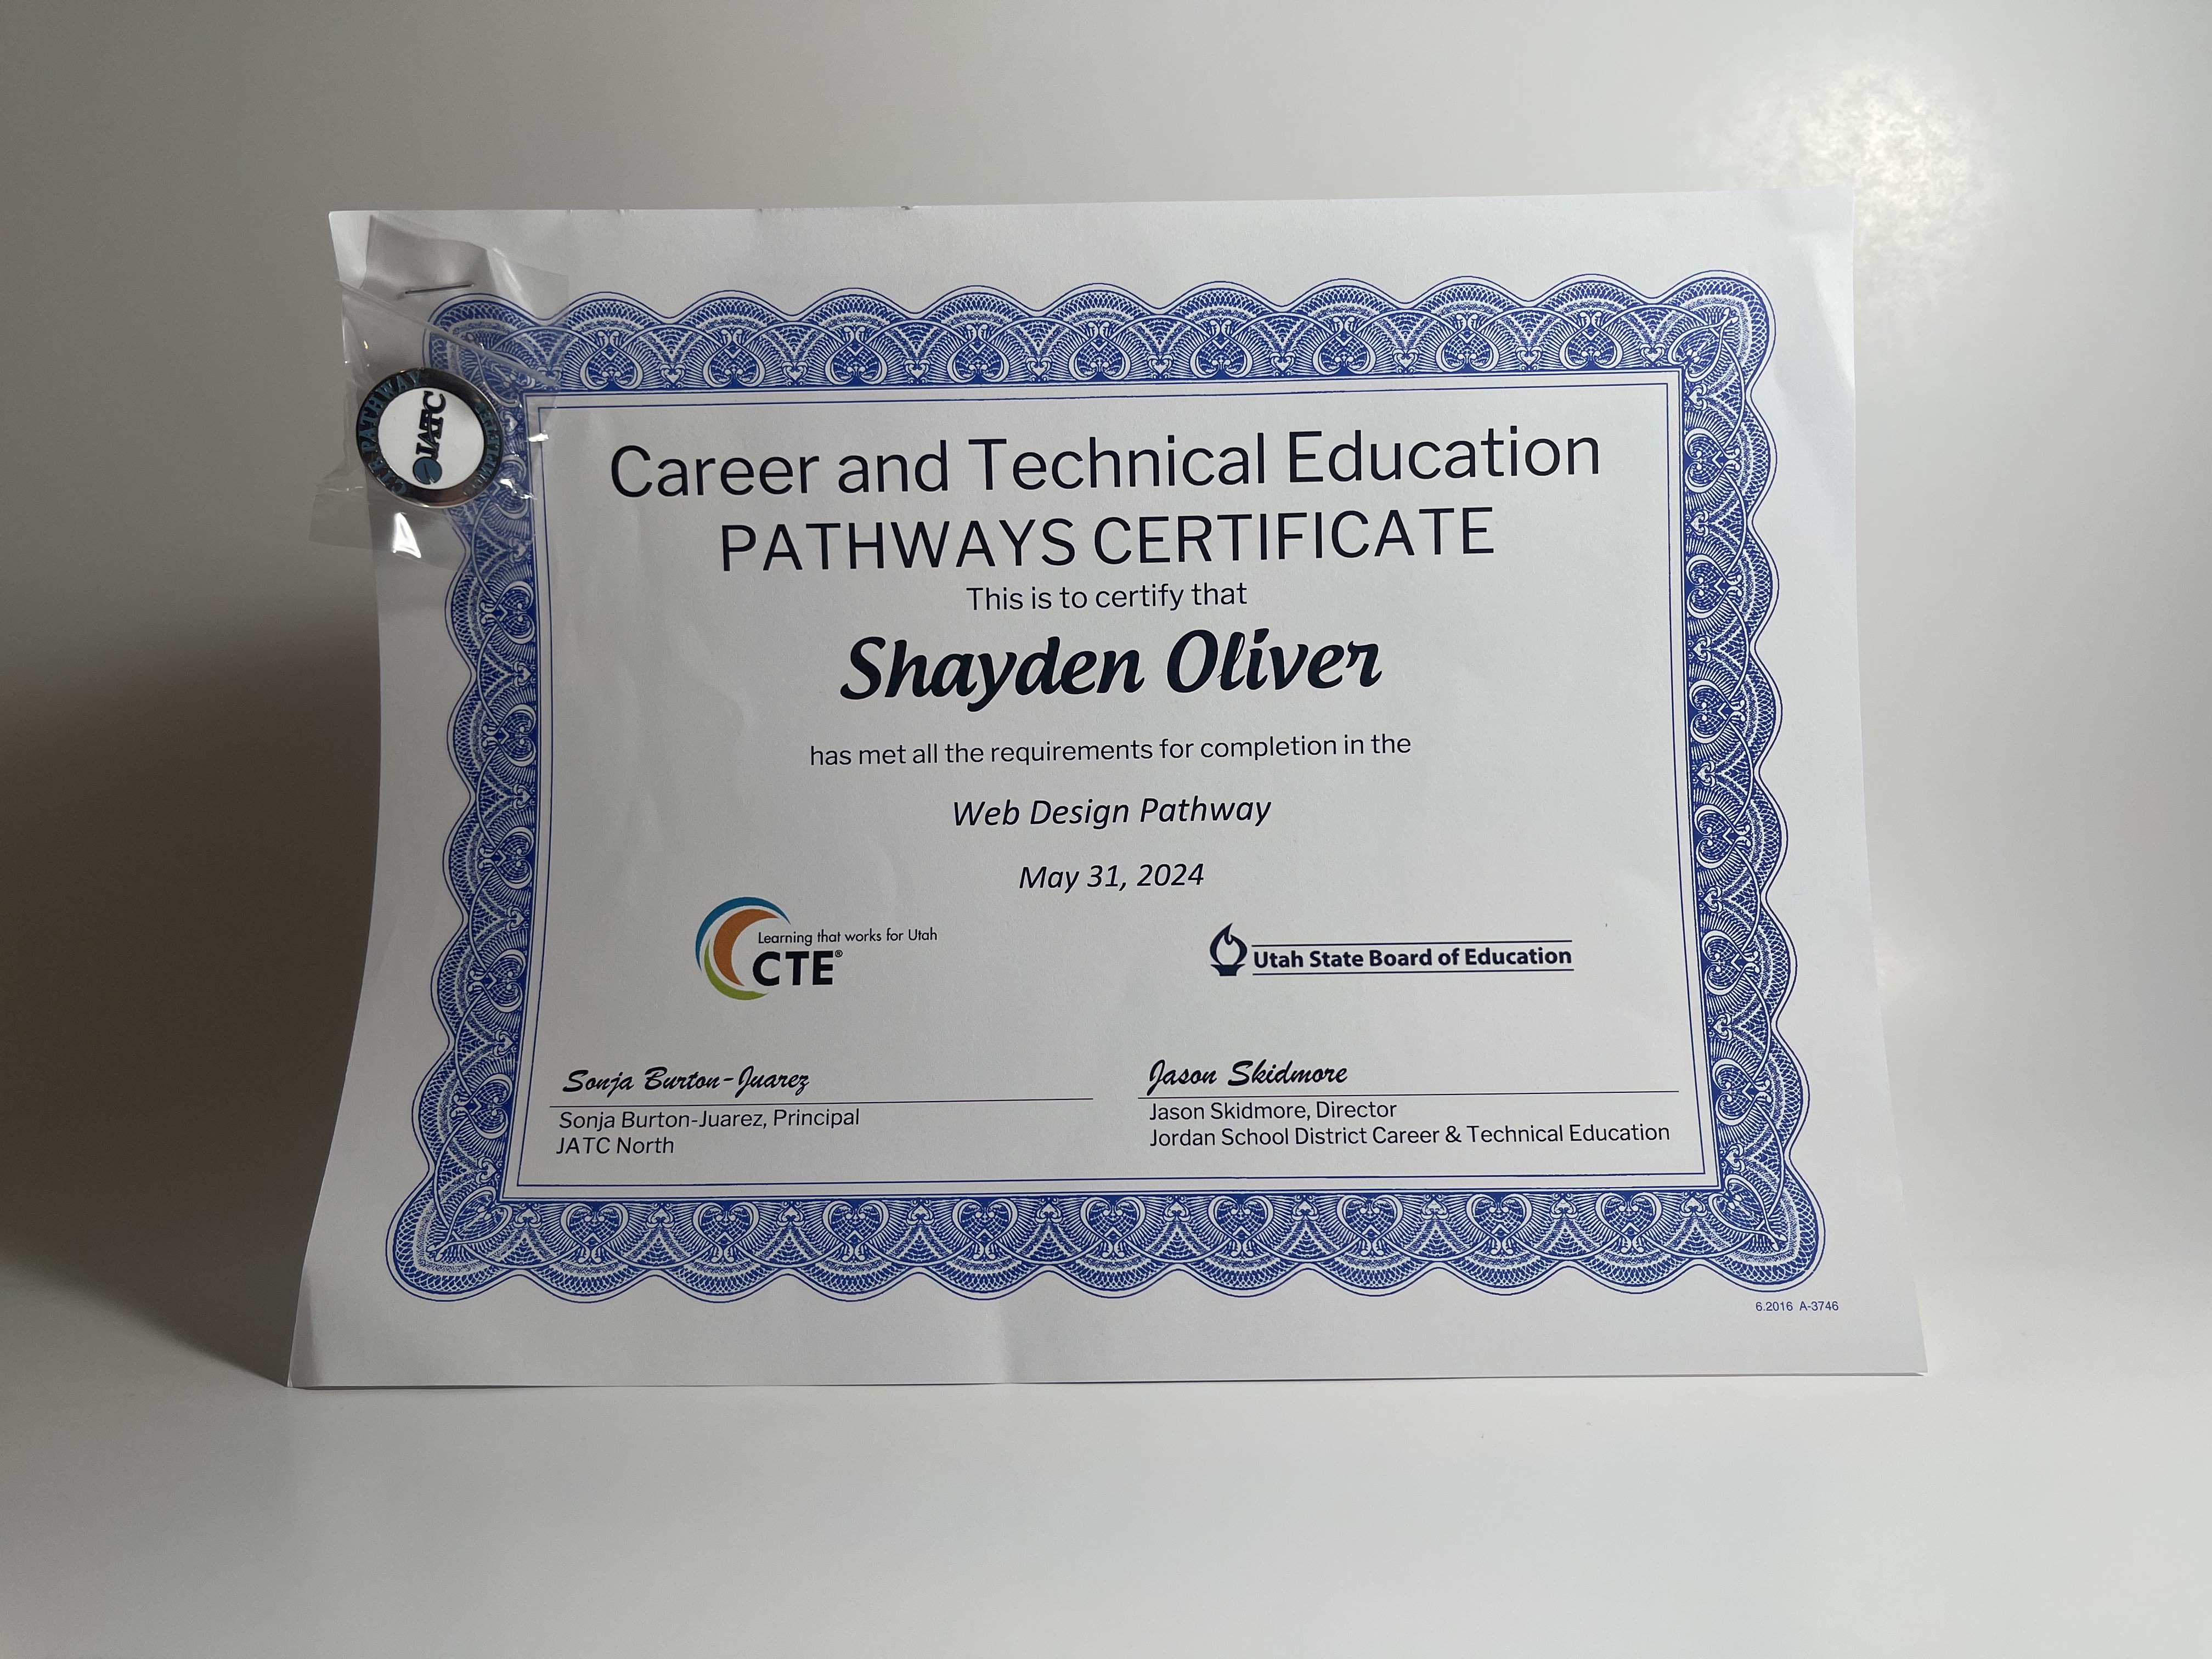 CTE PATHWAY
JATC
Career and Technical Education
PATHWAYS CERTIFICATE
This is to certify that
Shayden Oliver
has met all the requirements for completion in the
Web Design Pathway
May 31, 2024
Learning that works for Utah
CTE®
Utah State Board of Education
Sonja Burton-Juarez
Sonja Burton-Juarez, Principal
JATC North
Jason Skidmore
Jason Skidmore, Director
Jordan School District Career & Technical Education
6.2016 A-3746